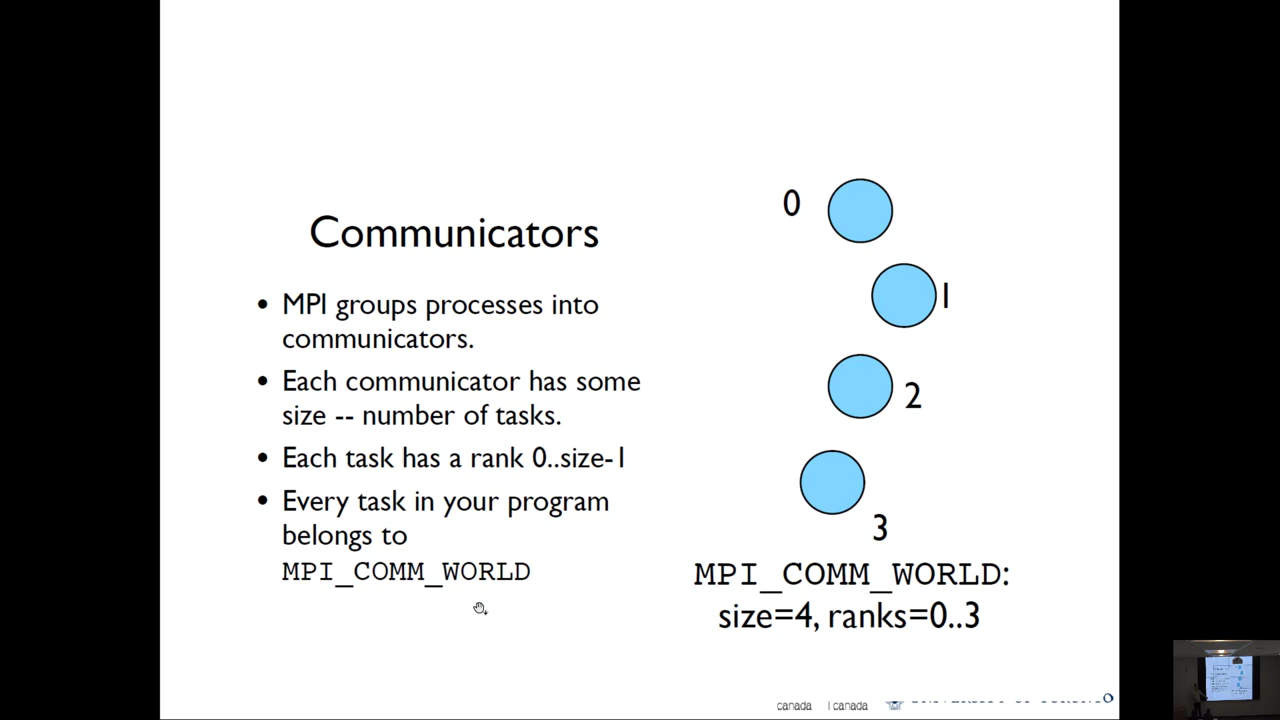 Communicators
• MPI groups processes into
communicators.
• Each communicator has some
size -- number of tasks.
• Each task has a rank 0..size-1
• Every task in your program
belongs to
MPI_COMM_WORLD
0
1
2
3
MPI_COMM_WORLD:
size=4, ranks=0..3
canada
canada